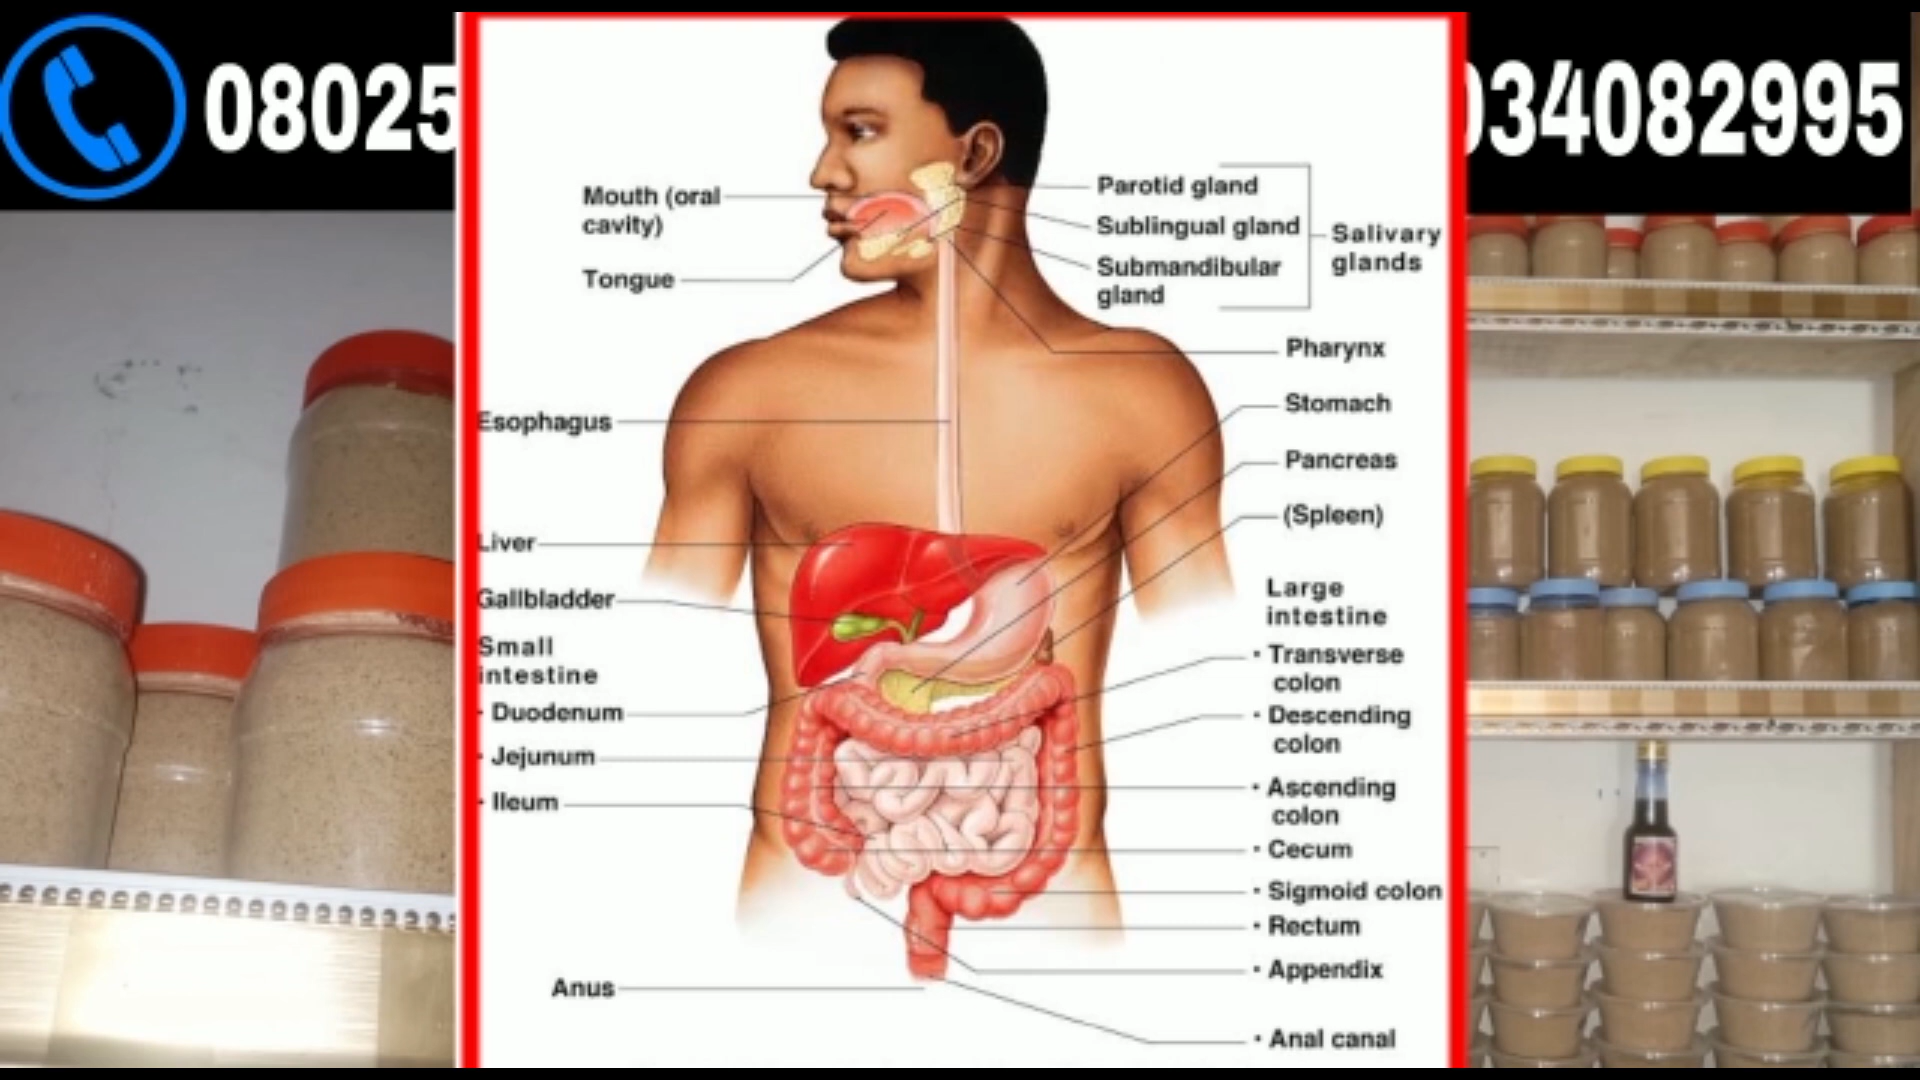 08025
034082995
Mouth (oral
cavity)
Tongue
Esophagus
Liver
Gallbladder
Small
intestine
· Duodenum
· Jejunum
· Ileum
Anus
Parotid gland
Sublingual gland
Submandibular
gland
Salivary
glands
Pharynx
Stomach
Pancreas
(Spleen)
Large
intestine
· Transverse
colon
· Descending
colon
· Ascending
colon
· Cecum
· Sigmoid colon
· Rectum
· Appendix
· Anal canal